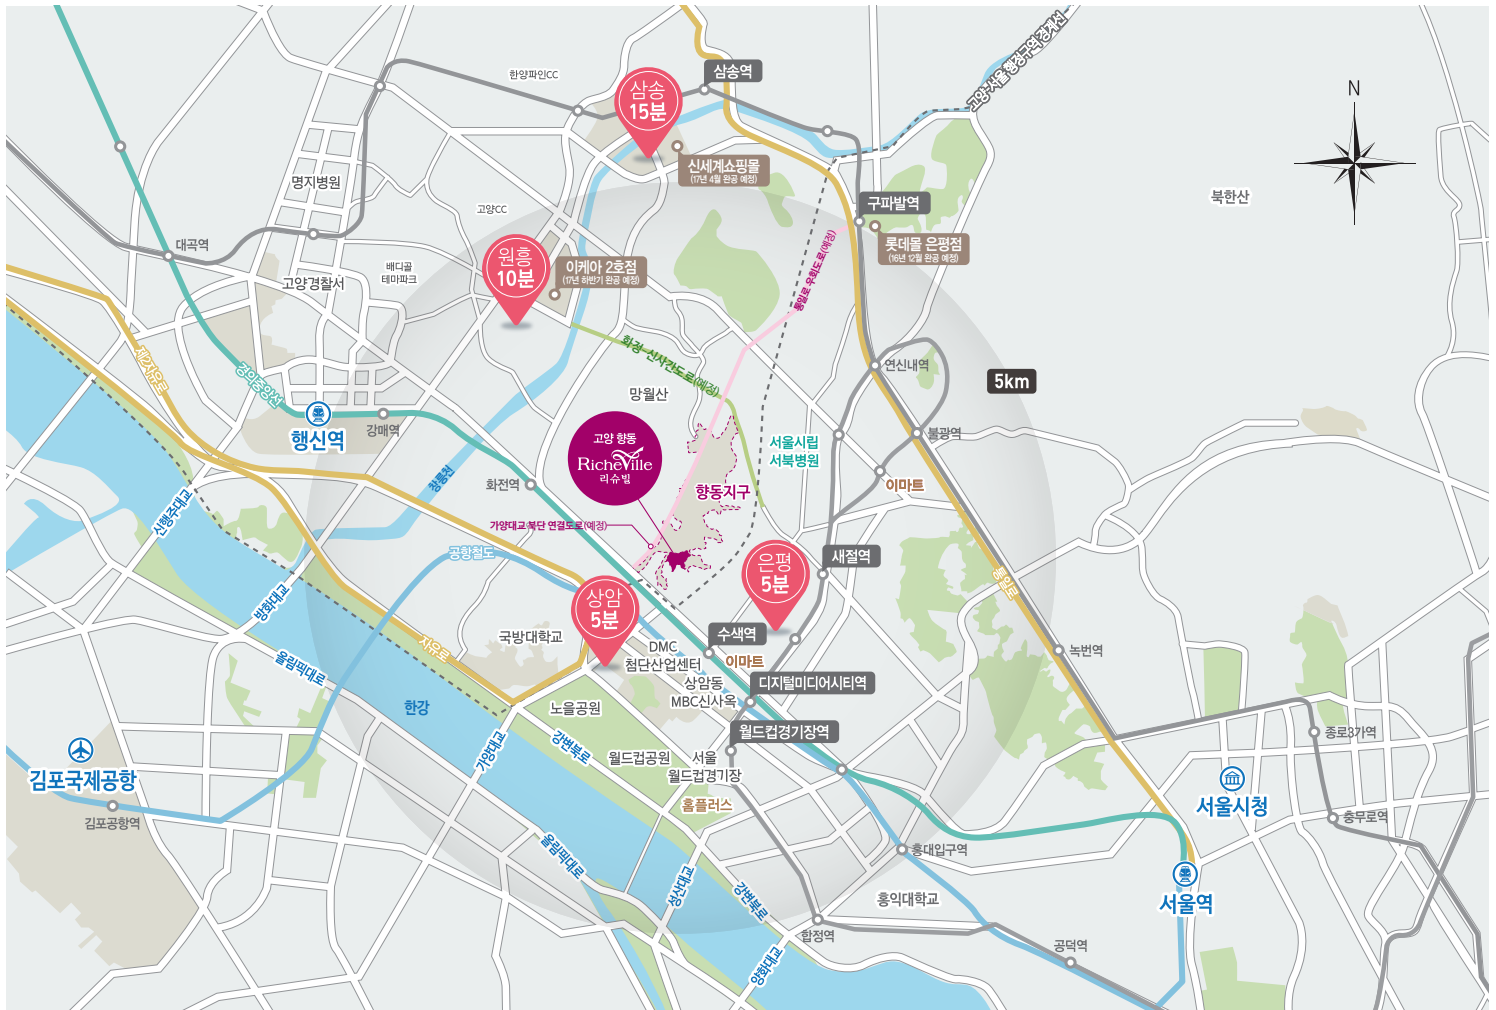 고양·서울 행정구역 경계선
N
한양파인CC
삼송역
삼송
15분
신세계쇼핑몰
(17년 4월 완공 예정)
명지병원
북한산
고양CC
구파발역
대곡역
롯데몰 은평점
(16년 12월 완공 예정)
원흥
10분
이케아 2호점
(17년 하반기 완공 예정)
배다골
테마파크
고양경찰서
통일로 우회도로(예정)
제2자유로
경의중앙선
화정-신사간도로(예정)
연신내역
5km
망월산
행신역
강매역
고양 향동
RicheVille
리슈빌
서울시립
서북병원
불광역
창릉천
화전역
향동지구
이마트
신행주대교
가양대교 북단 연결도로(예정)
공항철도
은평
5분
새절역
통일로
방화대교
상암
5분
국방대학교
자유로
올림픽대로
DMC
첨단산업센터
수색역
이마트
녹번역
상암동
MBC신사옥
디지털미디어시티역
한강
노을공원
가양대교
강변북로
월드컵경기장역
종로3가역
월드컵공원
서울
월드컵경기장
김포국제공항
김포공항역
홈플러스
서울시청
충무로역
올림픽대로
성산대교
강변북로
홍대입구역
홍익대학교
서울역
합정역
공덕역
양화대교